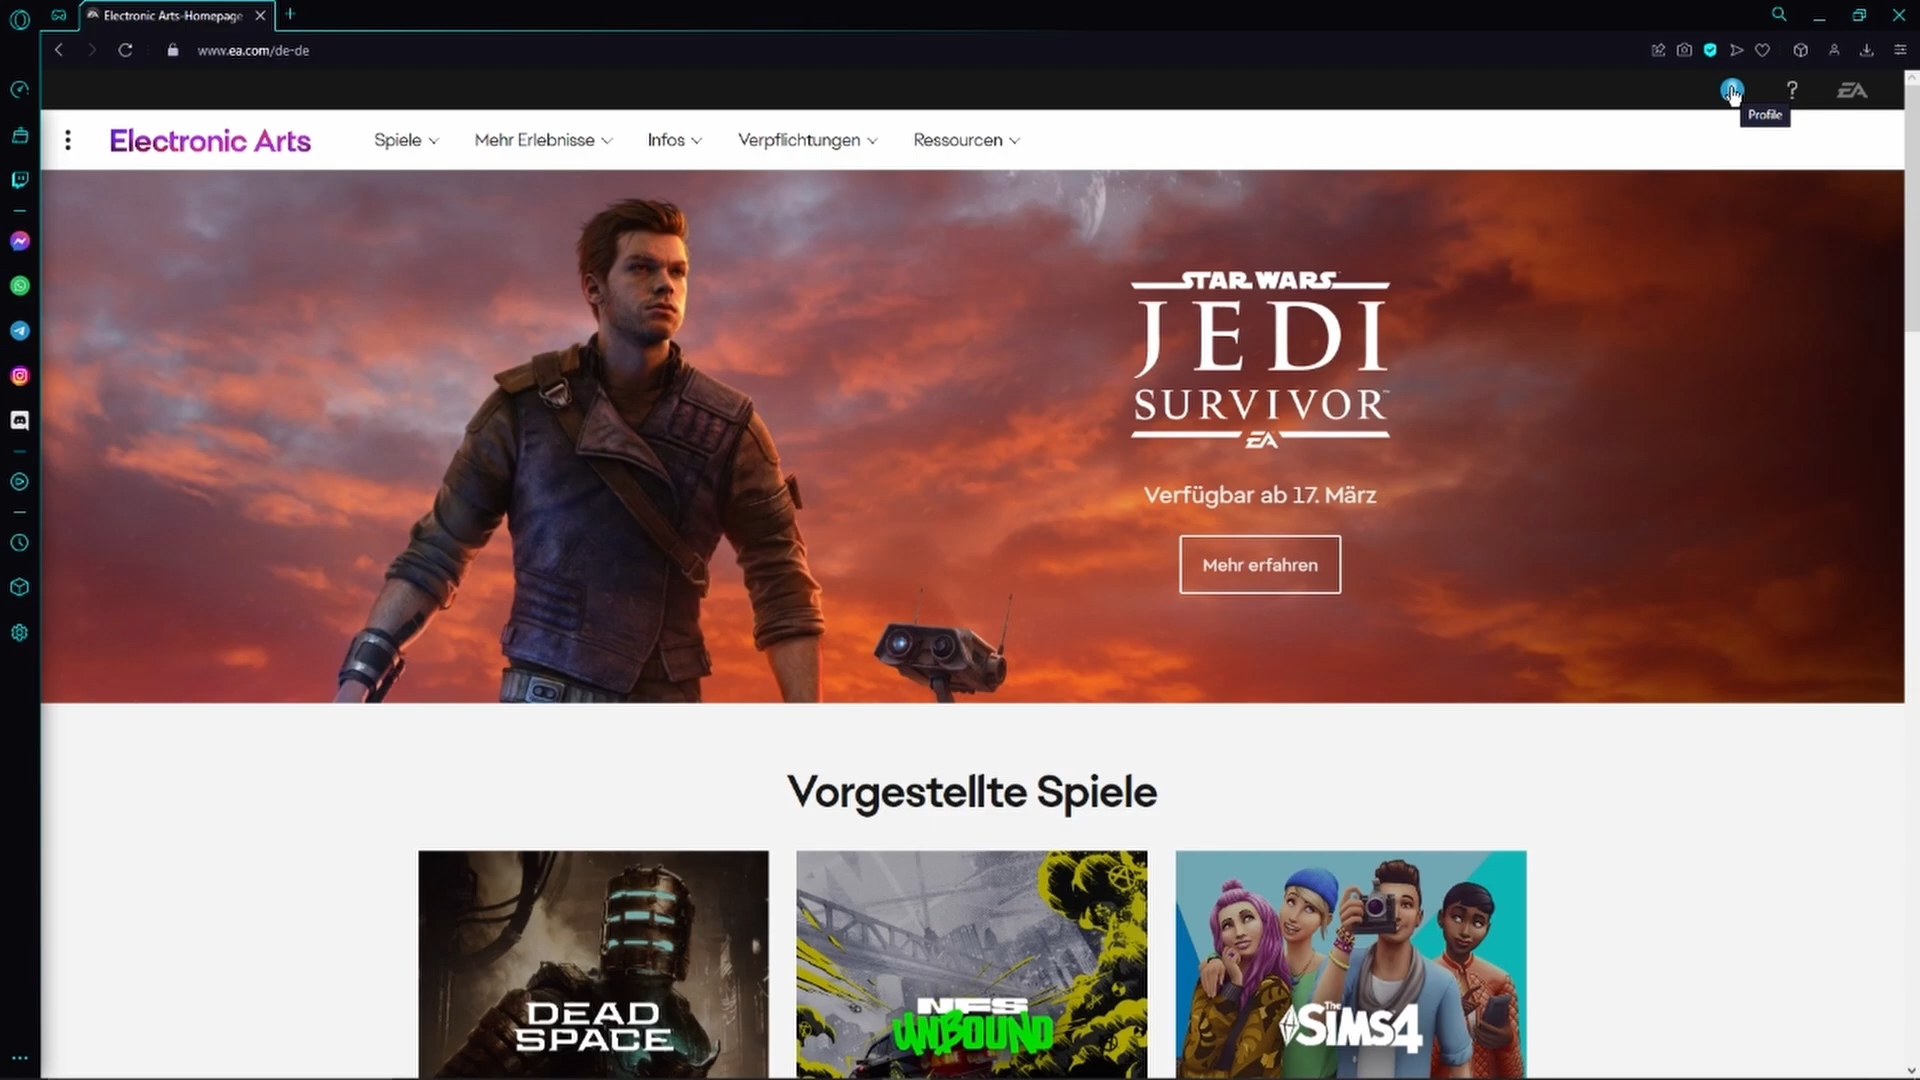 Electronic Arts-Homepage
www.ea.com/de-de
?
EA
Profile
Electronic Arts
Spiele
Mehr Erlebnisse
Infos
Verpflichtungen
Ressourcen
STAR WARS
JEDI
SURVIVOR™
EA
Verfügbar ab 17. März
Mehr erfahren
Vorgestellte Spiele
DEAD
SPACE
NFS
UNBOUND
The
SIMS4